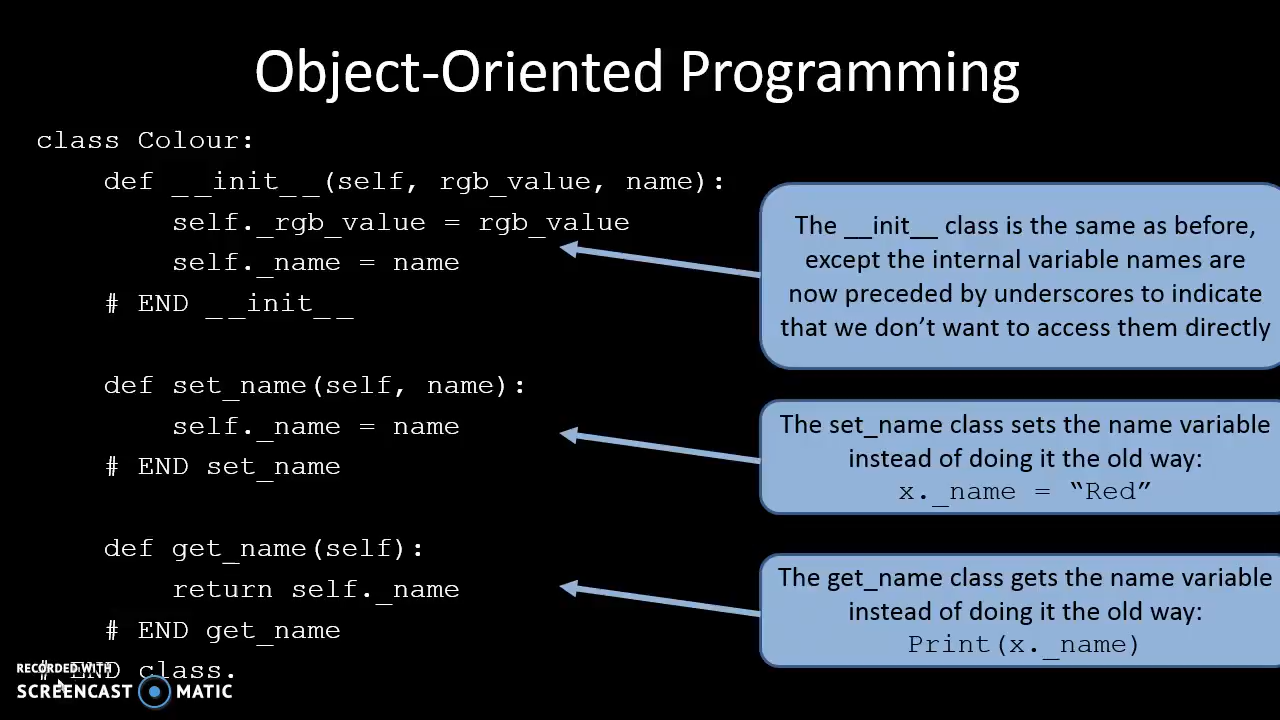 Object-Oriented Programming
class Colour:
def __init__(self, rgb_value, name):
self._rgb_value = rgb_value
self._name = name
# END __init__
def set_name(self, name):
self._name = name
# END set_name
def get_name(self):
return self._name
# END get_name
# END class.
The __init__ class is the same as before,
except the internal variable names are
now preceded by underscores to indicate
that we don’t want to access them directly
The set_name class sets the name variable
instead of doing it the old way:
x._name = “Red”
The get_name class gets the name variable
instead of doing it the old way:
Print(x._name)
RECORDED WITH
SCREENCAST MATIC